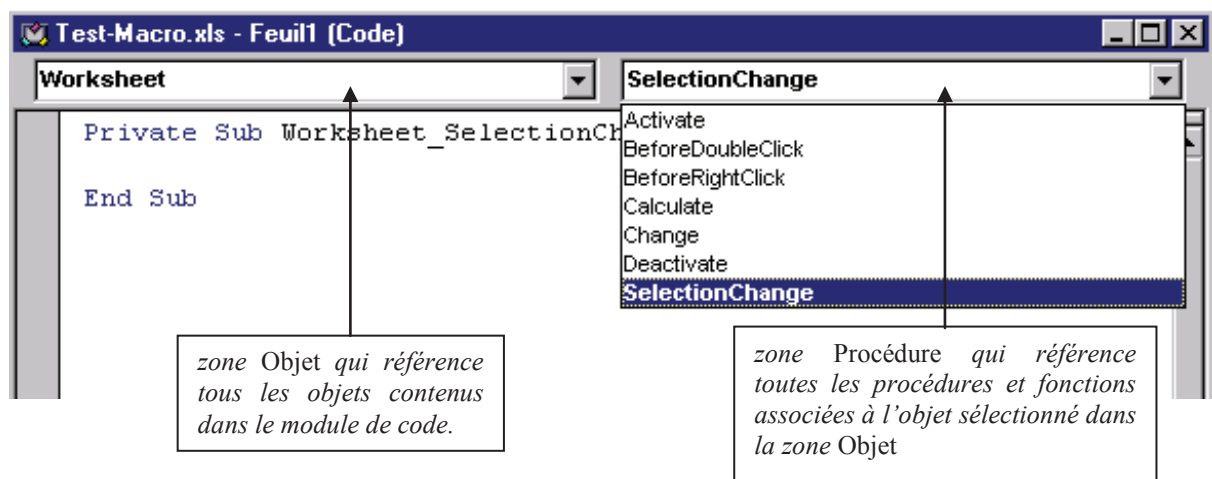 Test-Macro.xls - Feuil1 (Code)
Worksheet
SelectionChange
Private Sub Worksheet_SelectionCh
End Sub
Activate
BeforeDoubleClick
BeforeRightClick
Calculate
Change
Deactivate
SelectionChange
zone Objet qui référence
tous les objets contenus
dans le module de code.
zone Procédure qui référence
toutes les procédures et fonctions
associées à l’objet sélectionné dans
la zone Objet